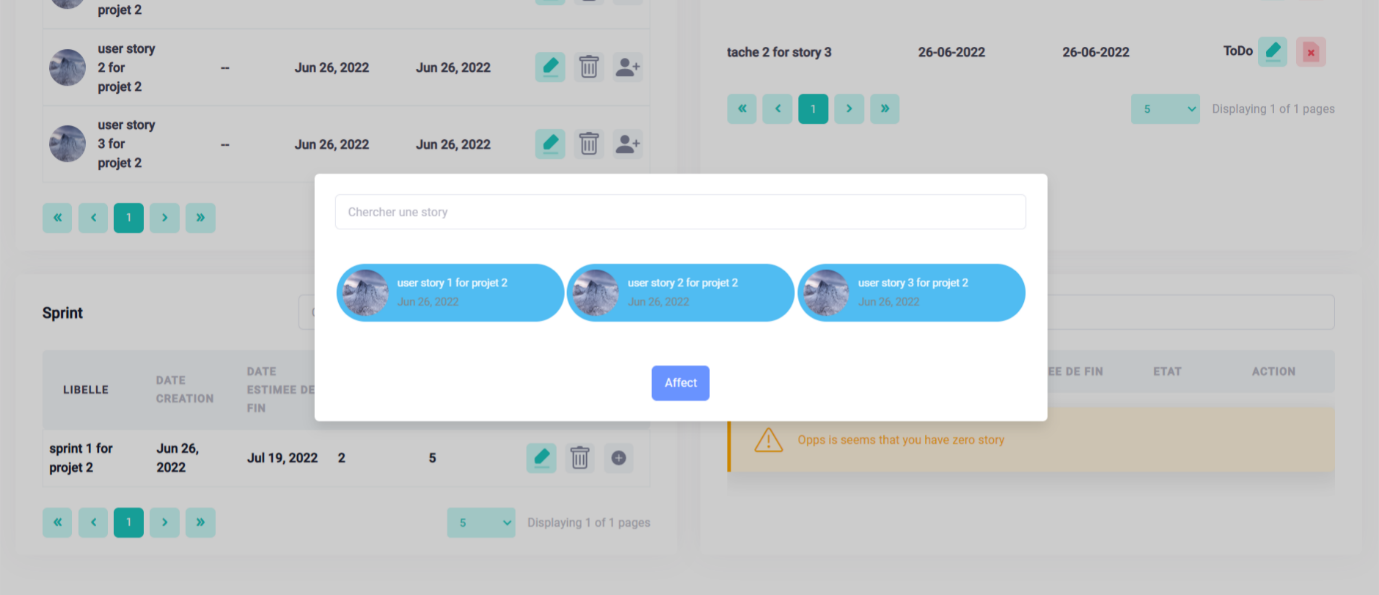 projet 2
user story
2 for
projet 2
--
Jun 26, 2022
Jun 26, 2022
user story
3 for
projet 2
--
Jun 26, 2022
Jun 26, 2022
« ‹ 1 › »
tache 2 for story 3
26-06-2022
26-06-2022
ToDo
« ‹ 1 › »
5
Displaying 1 of 1 pages
Chercher une story
user story 1 for projet 2
Jun 26, 2022
user story 2 for projet 2
Jun 26, 2022
user story 3 for projet 2
Jun 26, 2022
Affect
Sprint
LIBELLE
DATE
CREATION
DATE
ESTIMEE DE
FIN
sprint 1 for
projet 2
Jun 26,
2022
Jul 19, 2022
2
5
« ‹ 1 › »
5
Displaying 1 of 1 pages
DE FIN
ETAT
ACTION
Opps is seems that you have zero story